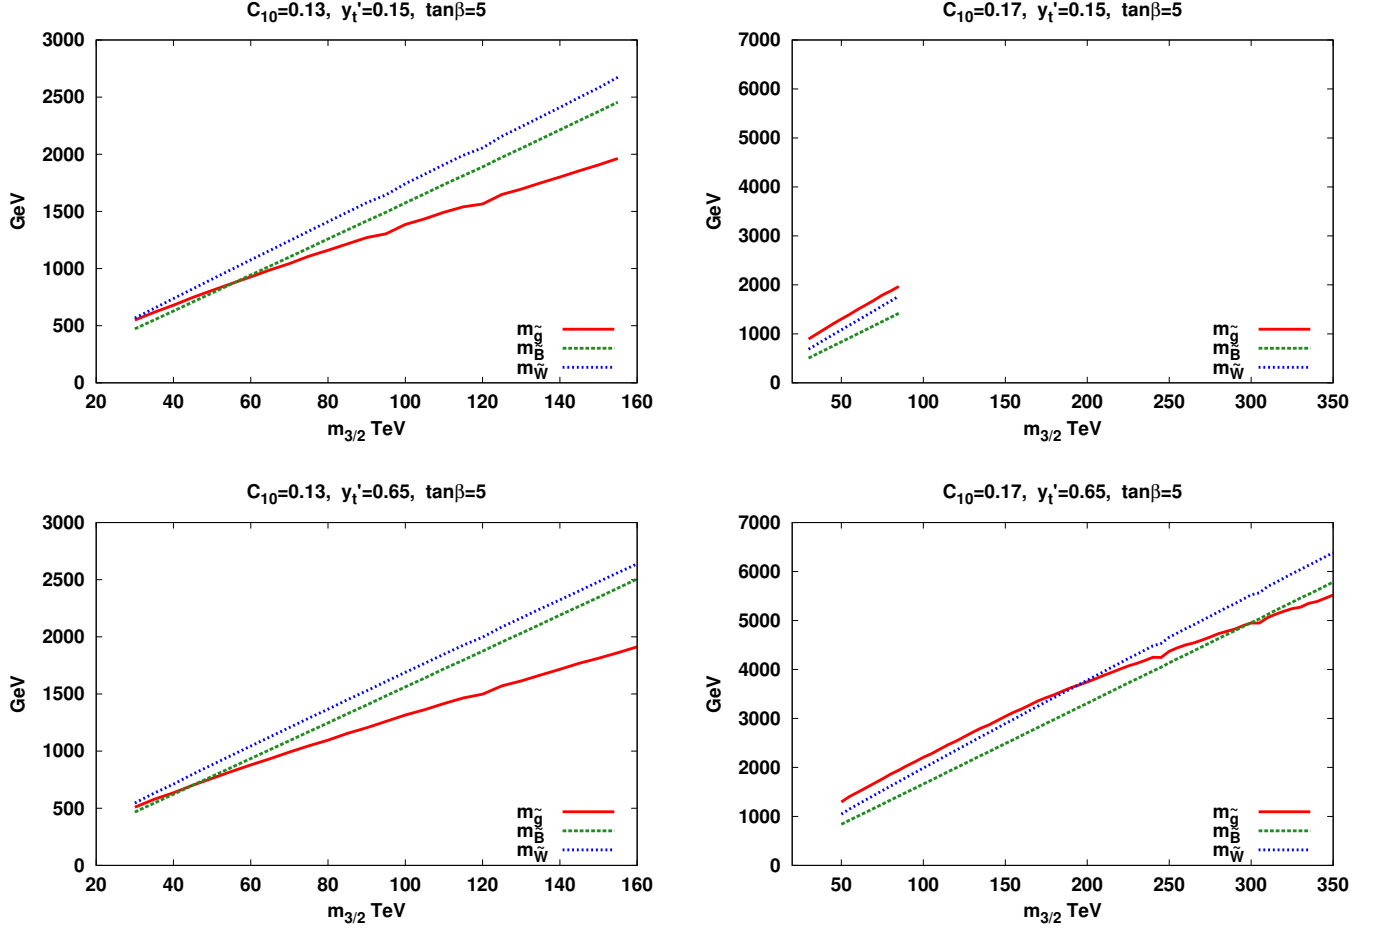 C10=0.13, yt'=0.15, tanβ=5
3000
2500
2000
1500
1000
500
0
GeV
20 40 60 80 100 120 140 160
m3/2 TeV
mg̃
mB̃
mW̃
C10=0.17, yt'=0.15, tanβ=5
7000
6000
5000
4000
3000
2000
1000
0
GeV
50 100 150 200 250 300 350
m3/2 TeV
mg̃
mB̃
mW̃
C10=0.13, yt'=0.65, tanβ=5
3000
2500
2000
1500
1000
500
0
GeV
20 40 60 80 100 120 140 160
m3/2 TeV
mg̃
mB̃
mW̃
C10=0.17, yt'=0.65, tanβ=5
7000
6000
5000
4000
3000
2000
1000
0
GeV
50 100 150 200 250 300 350
m3/2 TeV
mg̃
mB̃
mW̃